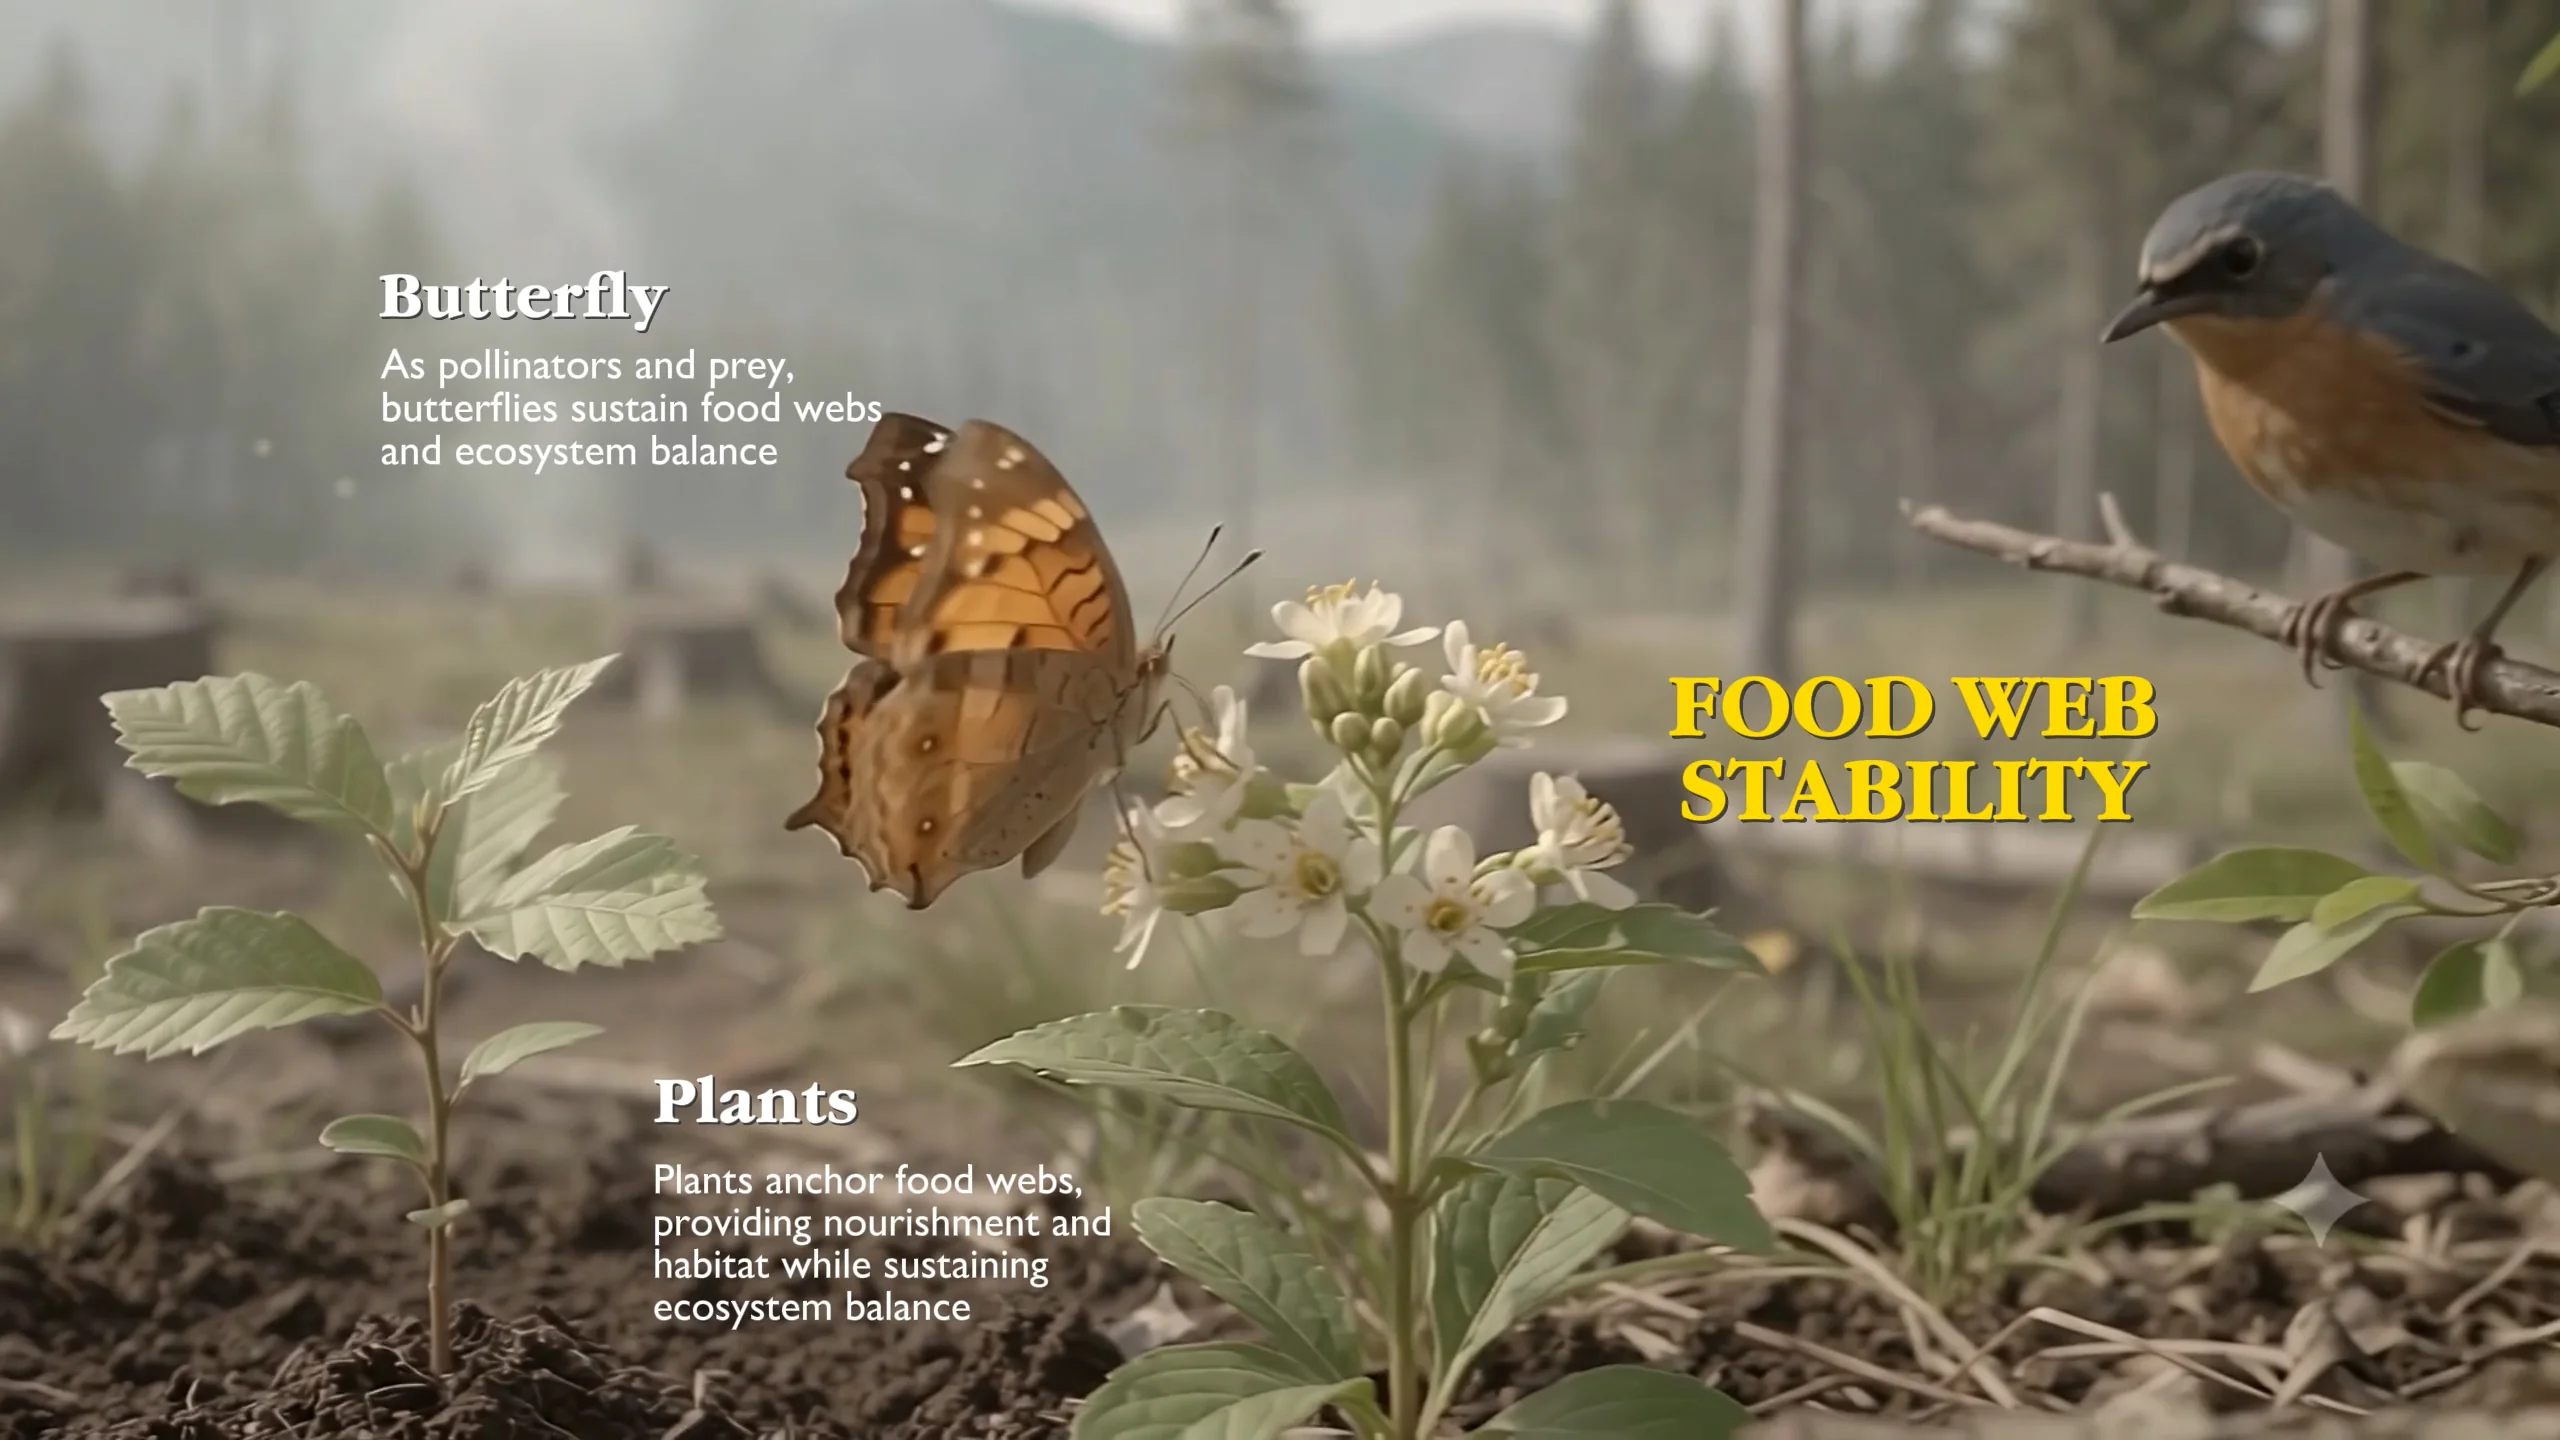 Butterfly
As pollinators and prey,
butterflies sustain food webs
and ecosystem balance
FOOD WEB
STABILITY
Plants
Plants anchor food webs,
providing nourishment and
habitat while sustaining
ecosystem balance